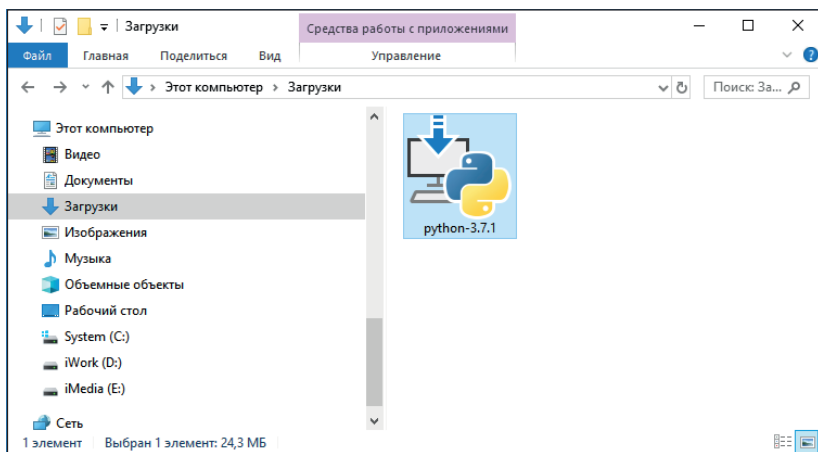 Загрузки
Средства работы с приложениями
Файл Главная Поделиться Вид Управление
Этот компьютер Загрузки
Поиск: За...
Этот компьютер
Видео
Документы
Загрузки
Изображения
Музыка
Объемные объекты
Рабочий стол
System (C:)
iWork (D:)
iMedia (E:)
Сеть
python-3.7.1
1 элемент Выбран 1 элемент: 24,3 МБ